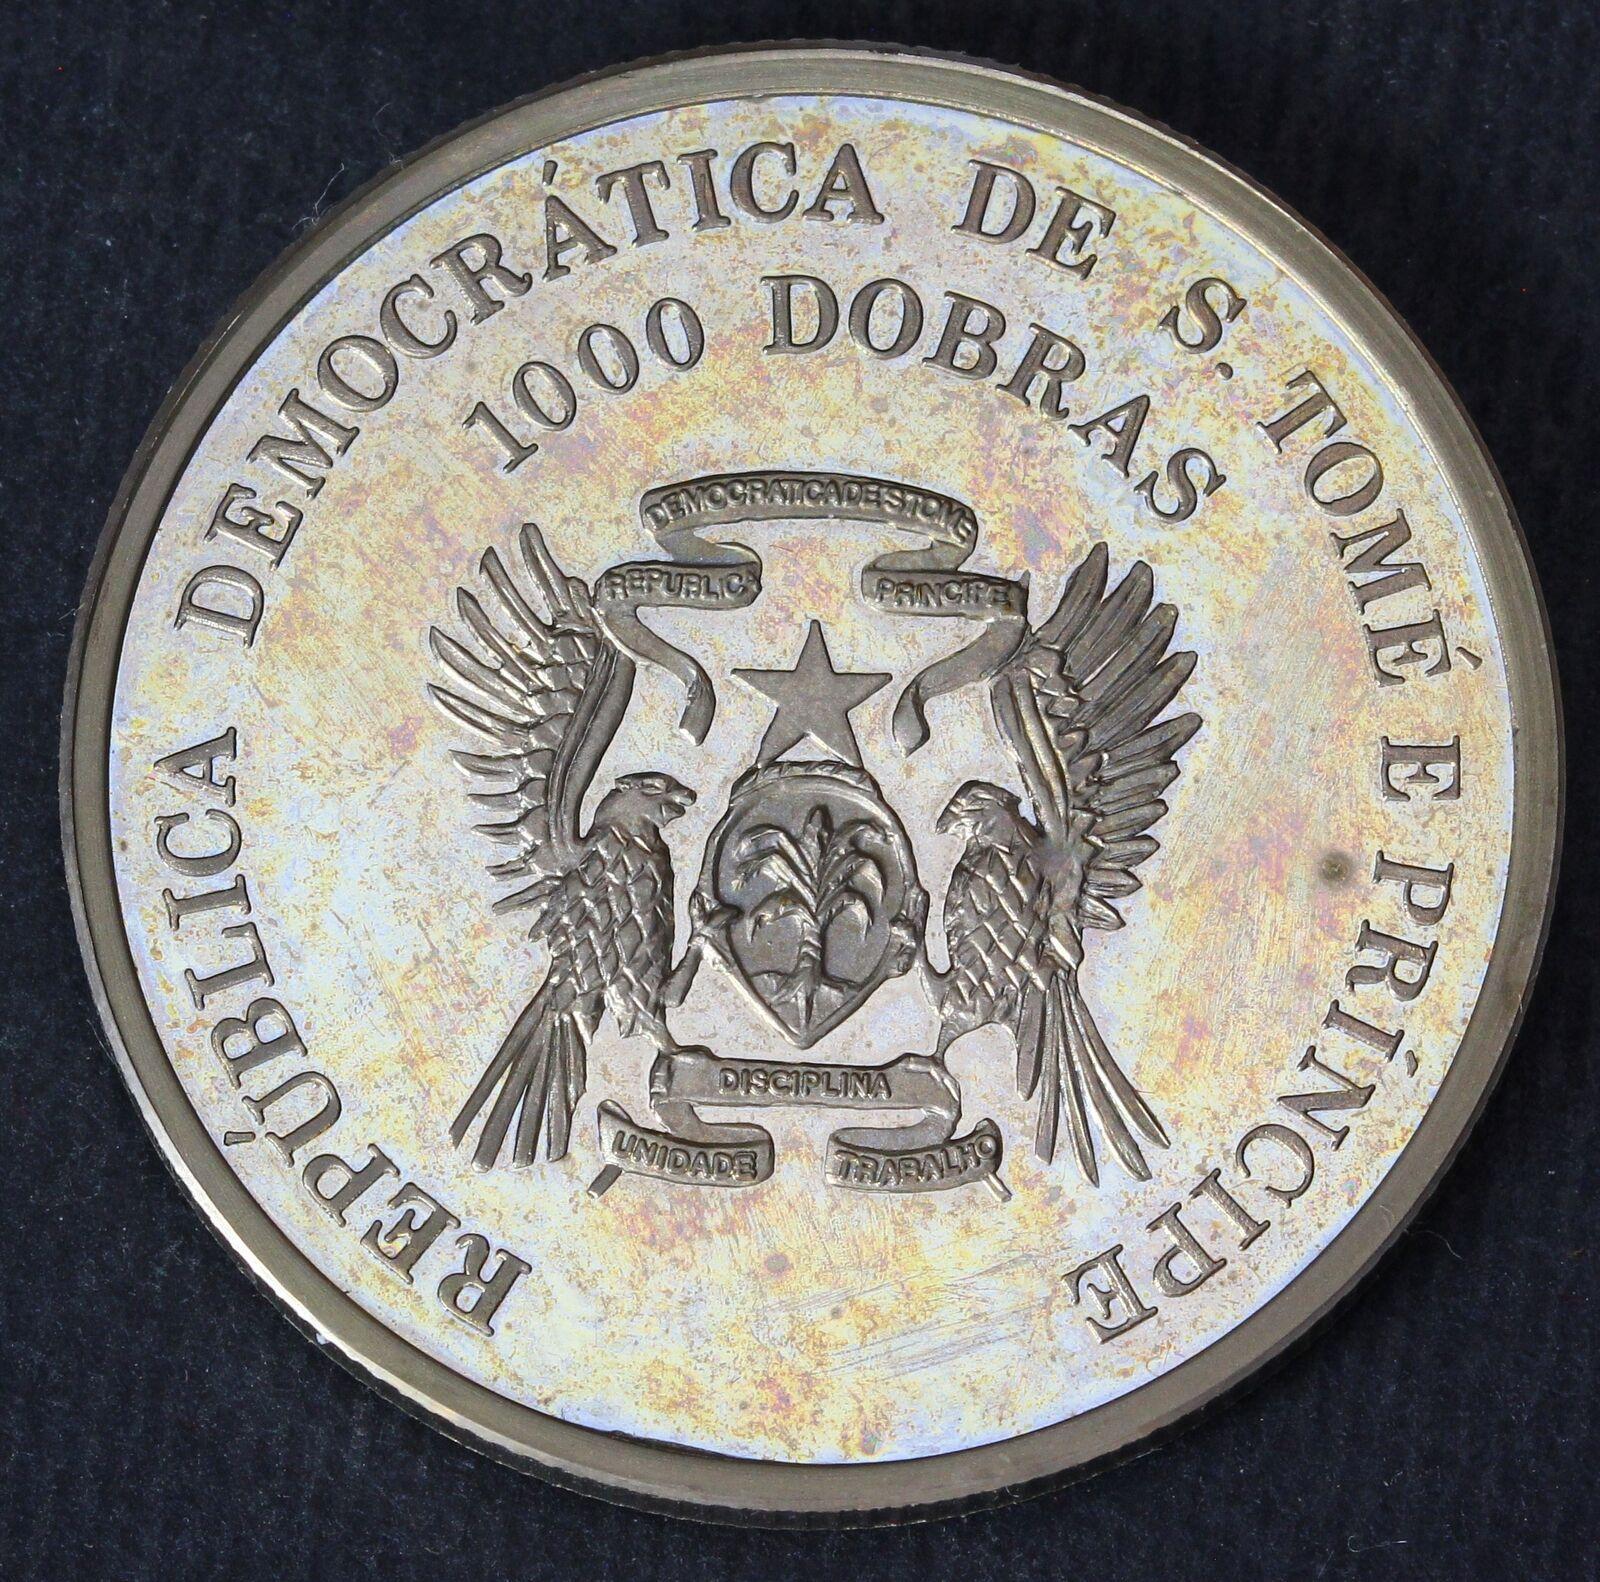 REPÚBLICA DEMOCRÁTICA DE S. TOMÉ E PRÍNCIPE
1000 DOBRAS
REPUBLICA DEMOCRATICA DE S TOME PRINCIPE
DISCIPLINA
UNIDADE TRABALHO